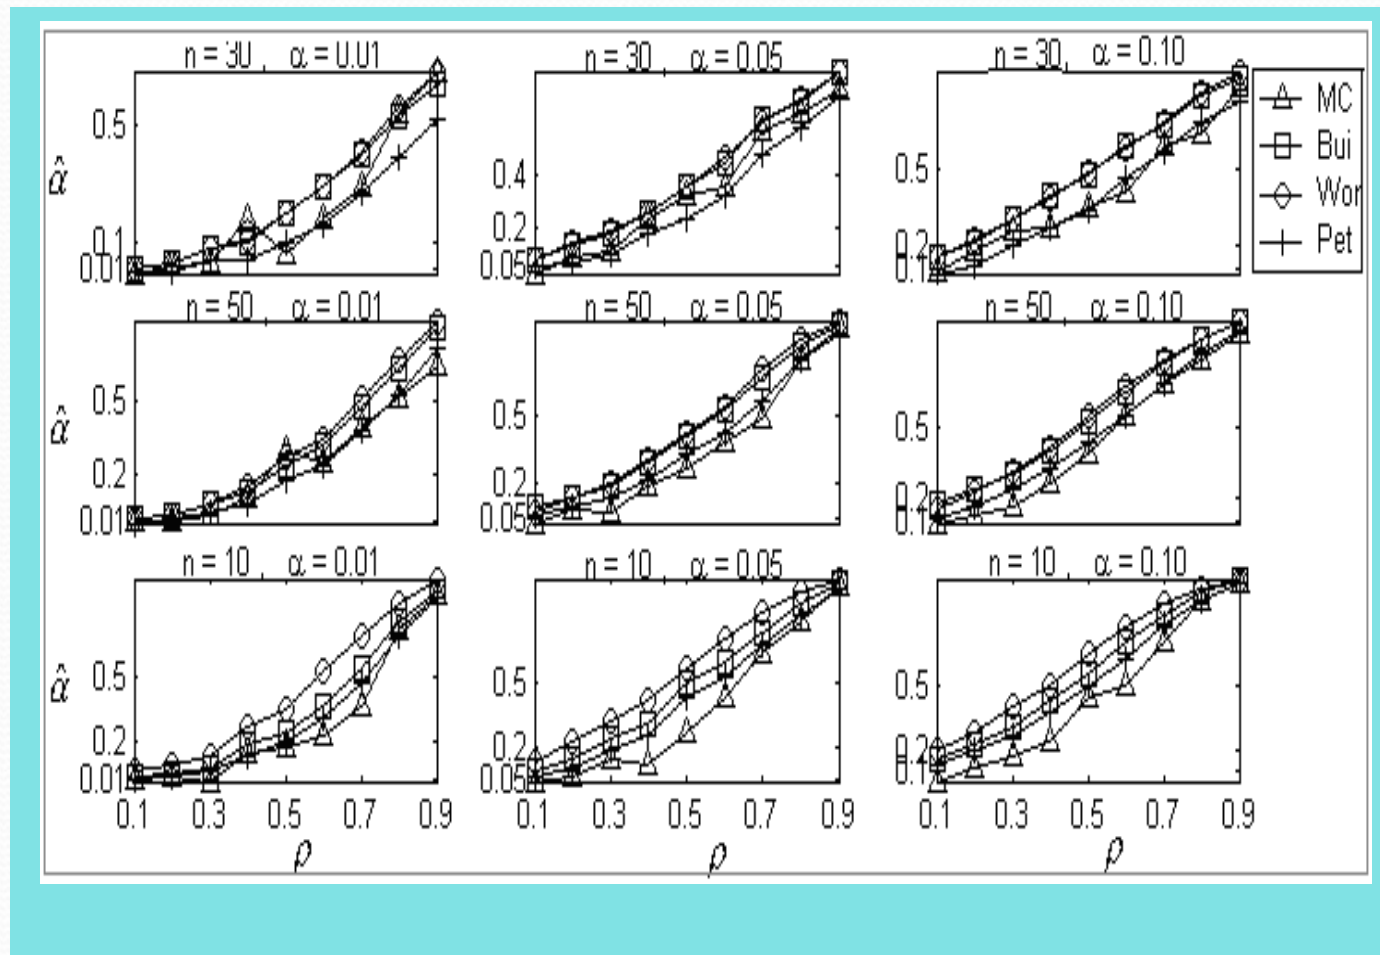 n = 30 , α = 0.01
n = 30 , α = 0.05
n = 30, α = 0.10
MC
Bui
Wor
Pet
α̂
0.5
0.1
0.01
0.4
0.2
0.05
0.5
0.2
0.1
n = 50 , α = 0.01
n = 50 , α = 0.05
n = 50 , α = 0.10
α̂
0.5
0.2
0.01
0.5
0.2
0.05
0.5
0.2
0.1
n = 10 , α = 0.01
n = 10 , α = 0.05
n = 10 , α = 0.10
α̂
0.5
0.2
0.01
0.5
0.2
0.05
0.5
0.2
0.1
0.1 0.3 0.5 0.7 0.9
0.1 0.3 0.5 0.7 0.9
0.1 0.3 0.5 0.7 0.9
ρ
ρ
ρ